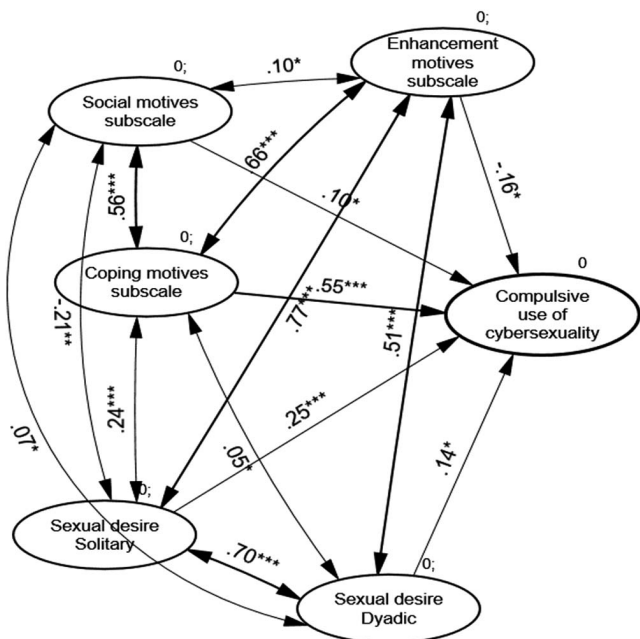 0;
Enhancement
motives
subscale
0;
.10*
Social motives
subscale
.66***
-.16*
.56***
.10*
0;
0
Coping motives
subscale
.55***
Compulsive
use of
cybersexuality
-.21**
.77***
.51***
.24***
.25***
.07*
.05*
.14*
0;
Sexual desire
Solitary
.70***
0;
Sexual desire
Dyadic